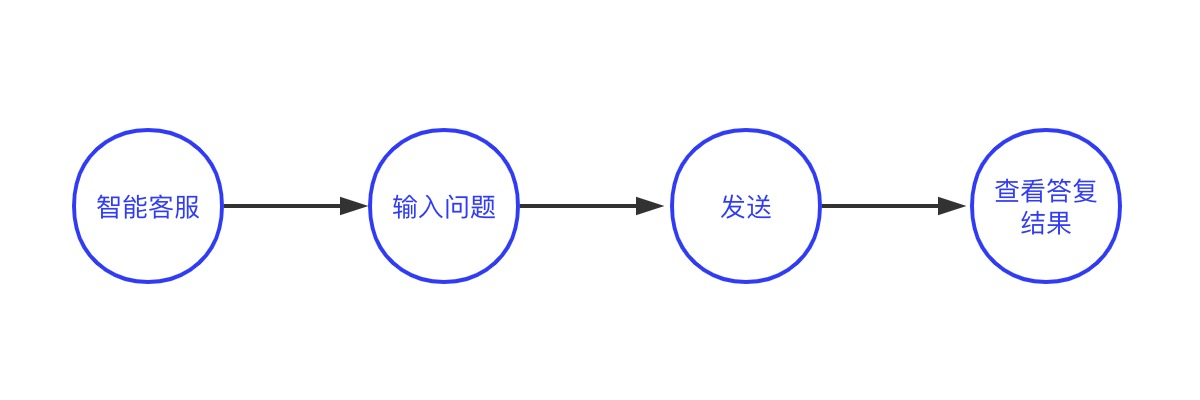 智能客服
输入问题
发送
查看答复
结果